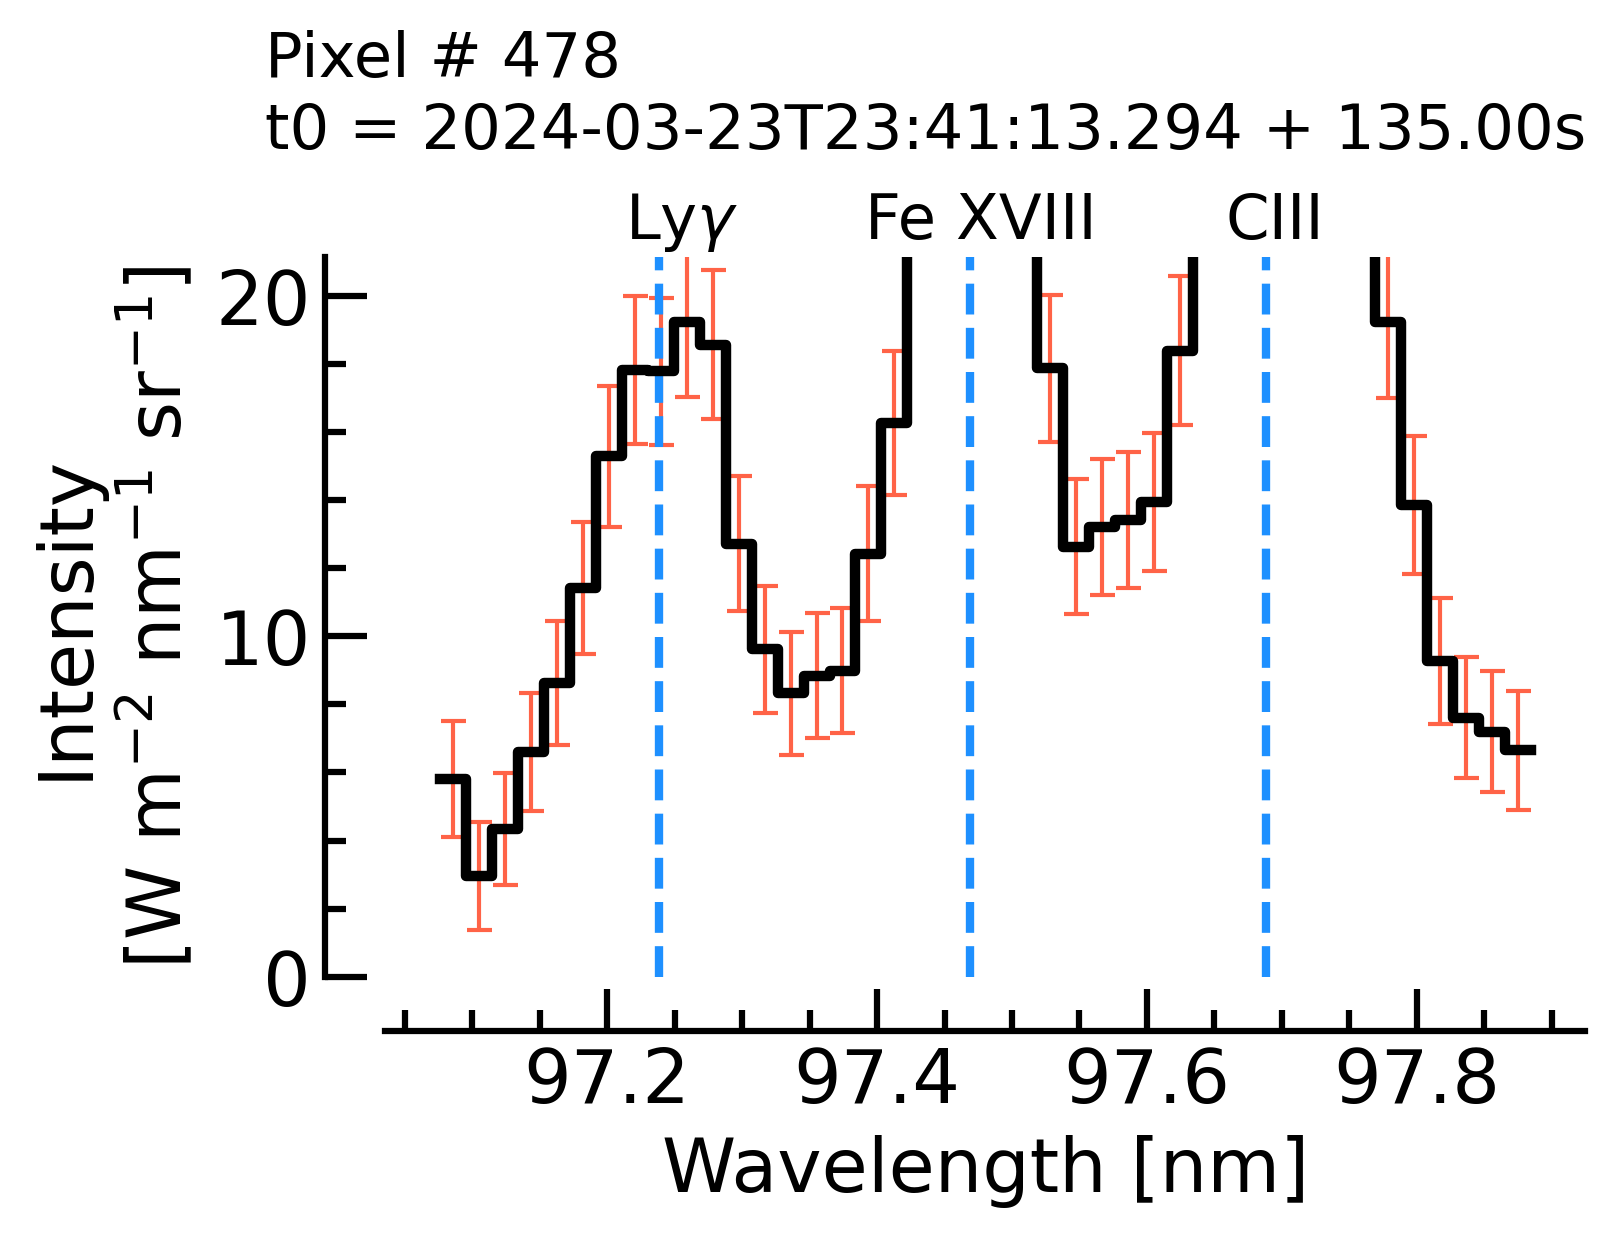 Pixel # 478
t0 = 2024-03-23T23:41:13.294 + 135.00s
Lyγ Fe XVIII CIII
Intensity
[W m⁻² nm⁻¹ sr⁻¹]
20
10
0
97.2 97.4 97.6 97.8
Wavelength [nm]